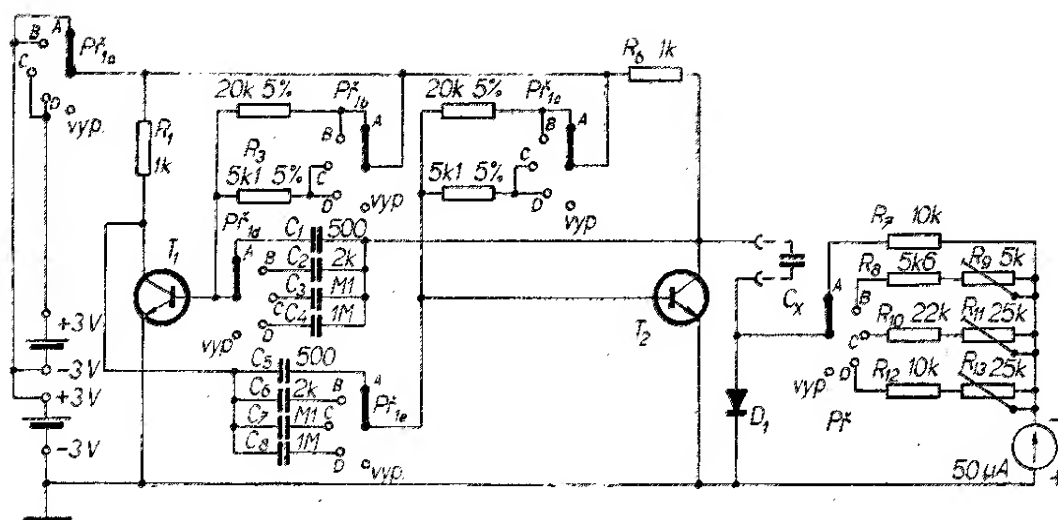 B A Př1a
C
D vyp.
R1 1k
20k 5% Př1b
B A
R3
5k1 5%
C
D
vyp
20k 5% Př1c
B A
5k1 5%
C
D
vyp
R6 1k
T1
Př1d
A
B
C
D
vyp
C1 500
C2 2k
C3 M1
C4 1M
C5 500
C6 2k
C7 M1
C8 1M
A
B
C
D
Př1e
vyp.
T2
Cx
D1
A
B
C
D
vyp
Př
R7 10k
R8 5k6 R9 5k
R10 22k R11 25k
R12 10k R13 25k
+3V
-3V
+3V
-3V
50 µA
-
+